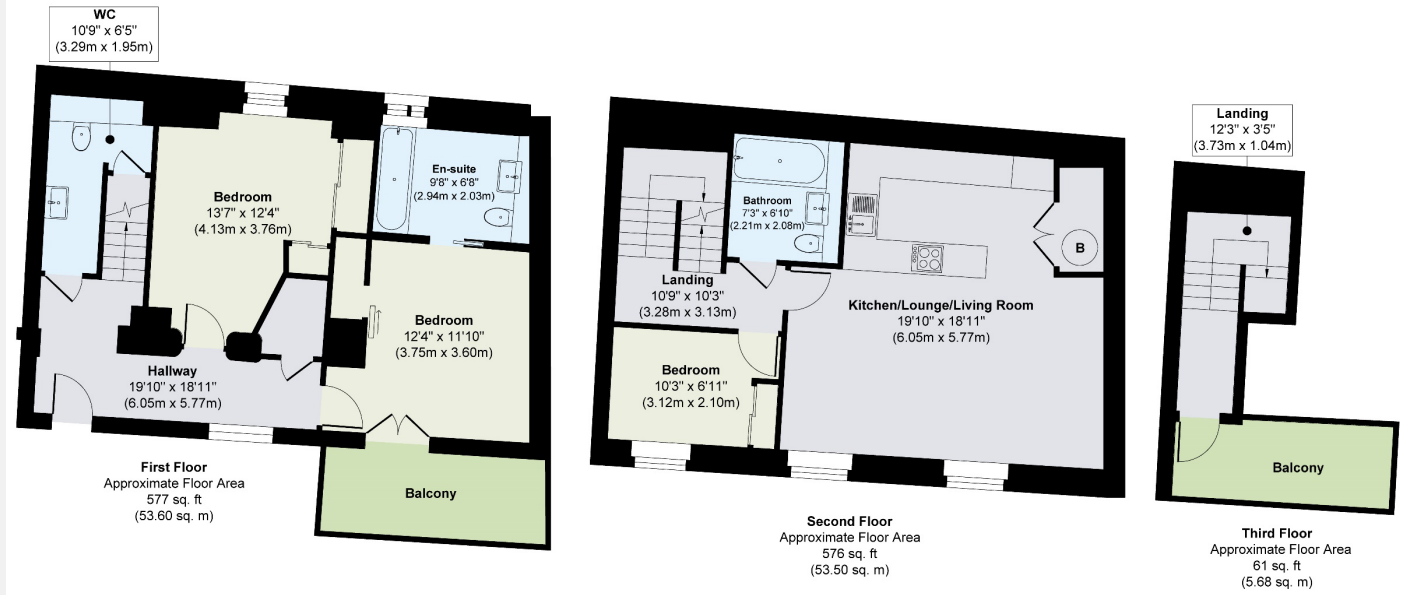 WC
10'9" x 6'5"
(3.29m x 1.95m)
Bedroom
13'7" x 12'4"
(4.13m x 3.76m)
En-suite
9'8" x 6'8"
(2.94m x 2.03m)
Bedroom
12'4" x 11'10"
(3.75m x 3.60m)
Hallway
19'10" x 18'11"
(6.05m x 5.77m)
Balcony
First Floor
Approximate Floor Area
577 sq. ft
(53.60 sq. m)
Bathroom
7'3" x 6'10"
(2.21m x 2.08m)
B
Landing
10'9" x 10'3"
(3.28m x 3.13m)
Kitchen/Lounge/Living Room
19'10" x 18'11"
(6.05m x 5.77m)
Bedroom
10'3" x 6'11"
(3.12m x 2.10m)
Second Floor
Approximate Floor Area
576 sq. ft
(53.50 sq. m)
Landing
12'3" x 3'5"
(3.73m x 1.04m)
Balcony
Third Floor
Approximate Floor Area
61 sq. ft
(5.68 sq. m)